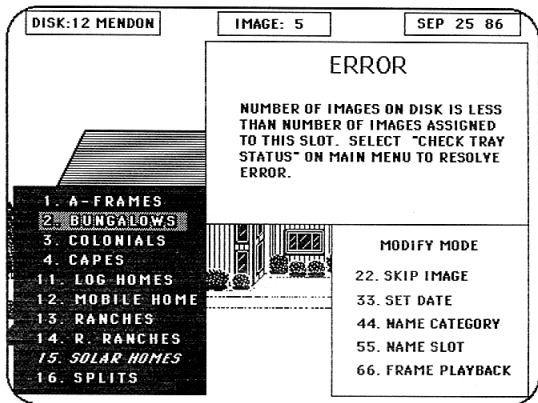 DISK:12 MENDON
IMAGE: 5
SEP 25 86
ERROR
NUMBER OF IMAGES ON DISK IS LESS
THAN NUMBER OF IMAGES ASSIGNED
TO THIS SLOT. SELECT "CHECK TRAY
STATUS" ON MAIN MENU TO RESOLVE
ERROR.
1. A-FRAMES
2. BUNGALOWS
3. COLONIALS
4. CAPES
11. LOG HOMES
12. MOBILE HOME
13. RANCHES
14. R. RANCHES
15. SOLAR HOMES
16. SPLITS
MODIFY MODE
22. SKIP IMAGE
33. SET DATE
44. NAME CATEGORY
55. NAME SLOT
66. FRAME PLAYBACK